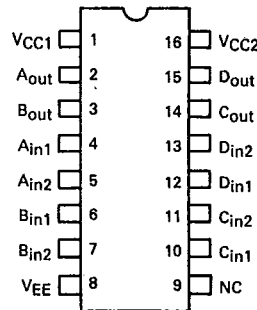 VCC1 1 16 VCC2
Aout 2 15 Dout
Bout 3 14 Cout
Ain1 4 13 Din2
Ain2 5 12 Din1
Bin1 6 11 Cin2
Bin2 7 10 Cin1
VEE 8 9 NC